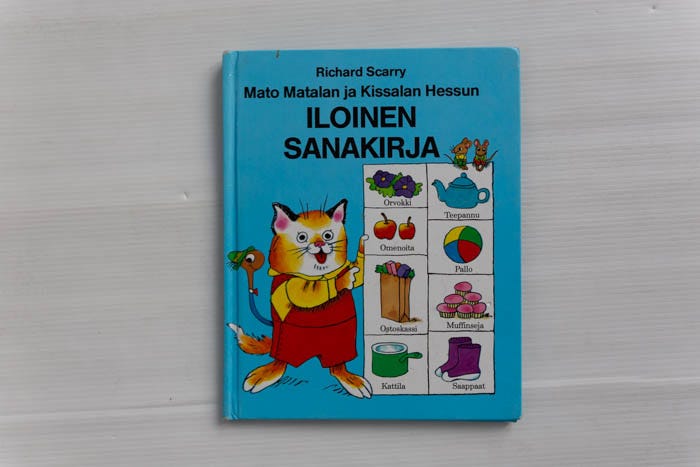 Richard Scarry
Mato Matalan ja Kissalan Hessun
ILOINEN
SANAKIRJA
Orvokki
Teepannu
Omenoita
Pallo
Ostoskassi
Muffinseja
Kattila
Saappaat